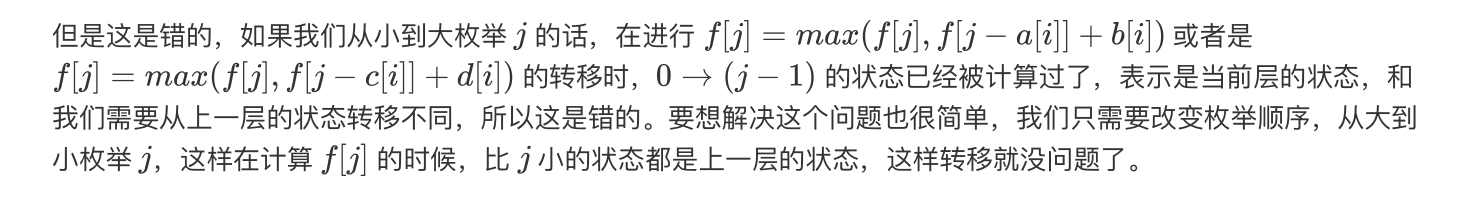 但是这是错的，如果我们从小到大枚举 j 的话，在进行 f[j] = max(f[j], f[j − a[i]] + b[i]) 或者是
f[j] = max(f[j], f[j − c[i]] + d[i]) 的转移时，0 → (j − 1) 的状态已经被计算过了，表示是当前层的状态，和
我们需要从上一层的状态转移不同，所以这是错的。要想解决这个问题也很简单，我们只需要改变枚举顺序，从大到
小枚举 j，这样在计算 f[j] 的时候，比 j 小的状态都是上一层的状态，这样转移就没问题了。